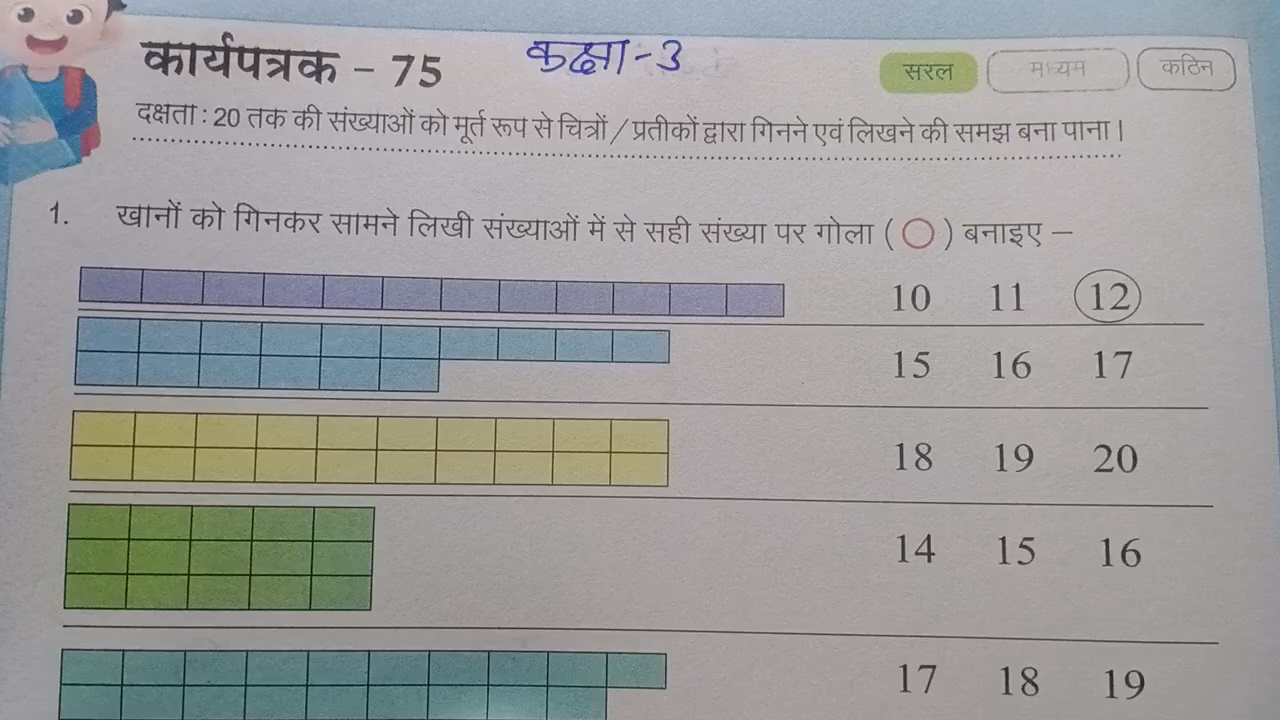 कार्यपत्रक – 75 कक्षा-3 सरल मध्यम कठिन
दक्षता : 20 तक की संख्याओं को मूर्त रूप से चित्रों / प्रतीकों द्वारा गिनने एवं लिखने की समझ बना पाना।
1. खानों को गिनकर सामने लिखी संख्याओं में से सही संख्या पर गोला ( ○ ) बनाइए –
10 11 12
15 16 17
18 19 20
14 15 16
17 18 19